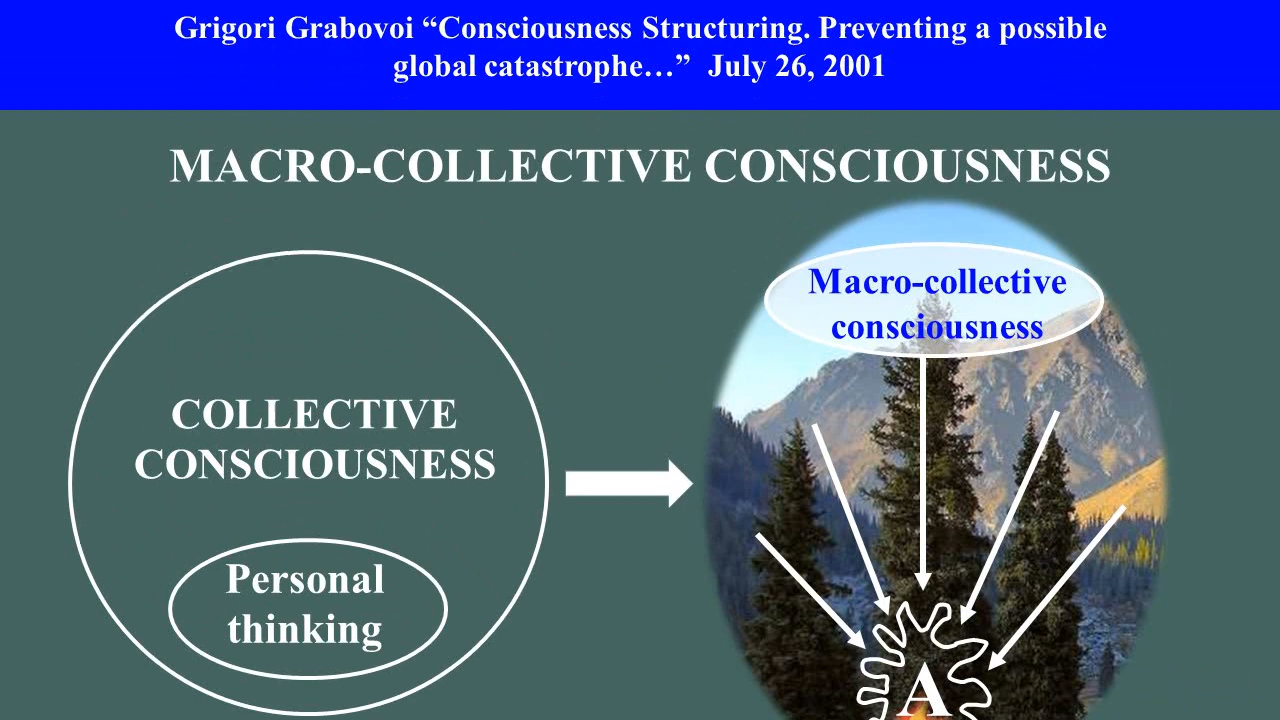 Grigori Grabovoi “Consciousness Structuring. Preventing a possible
global catastrophe…” July 26, 2001
MACRO-COLLECTIVE CONSCIOUSNESS
COLLECTIVE
CONSCIOUSNESS
Personal
thinking
Macro-collective
consciousness
A